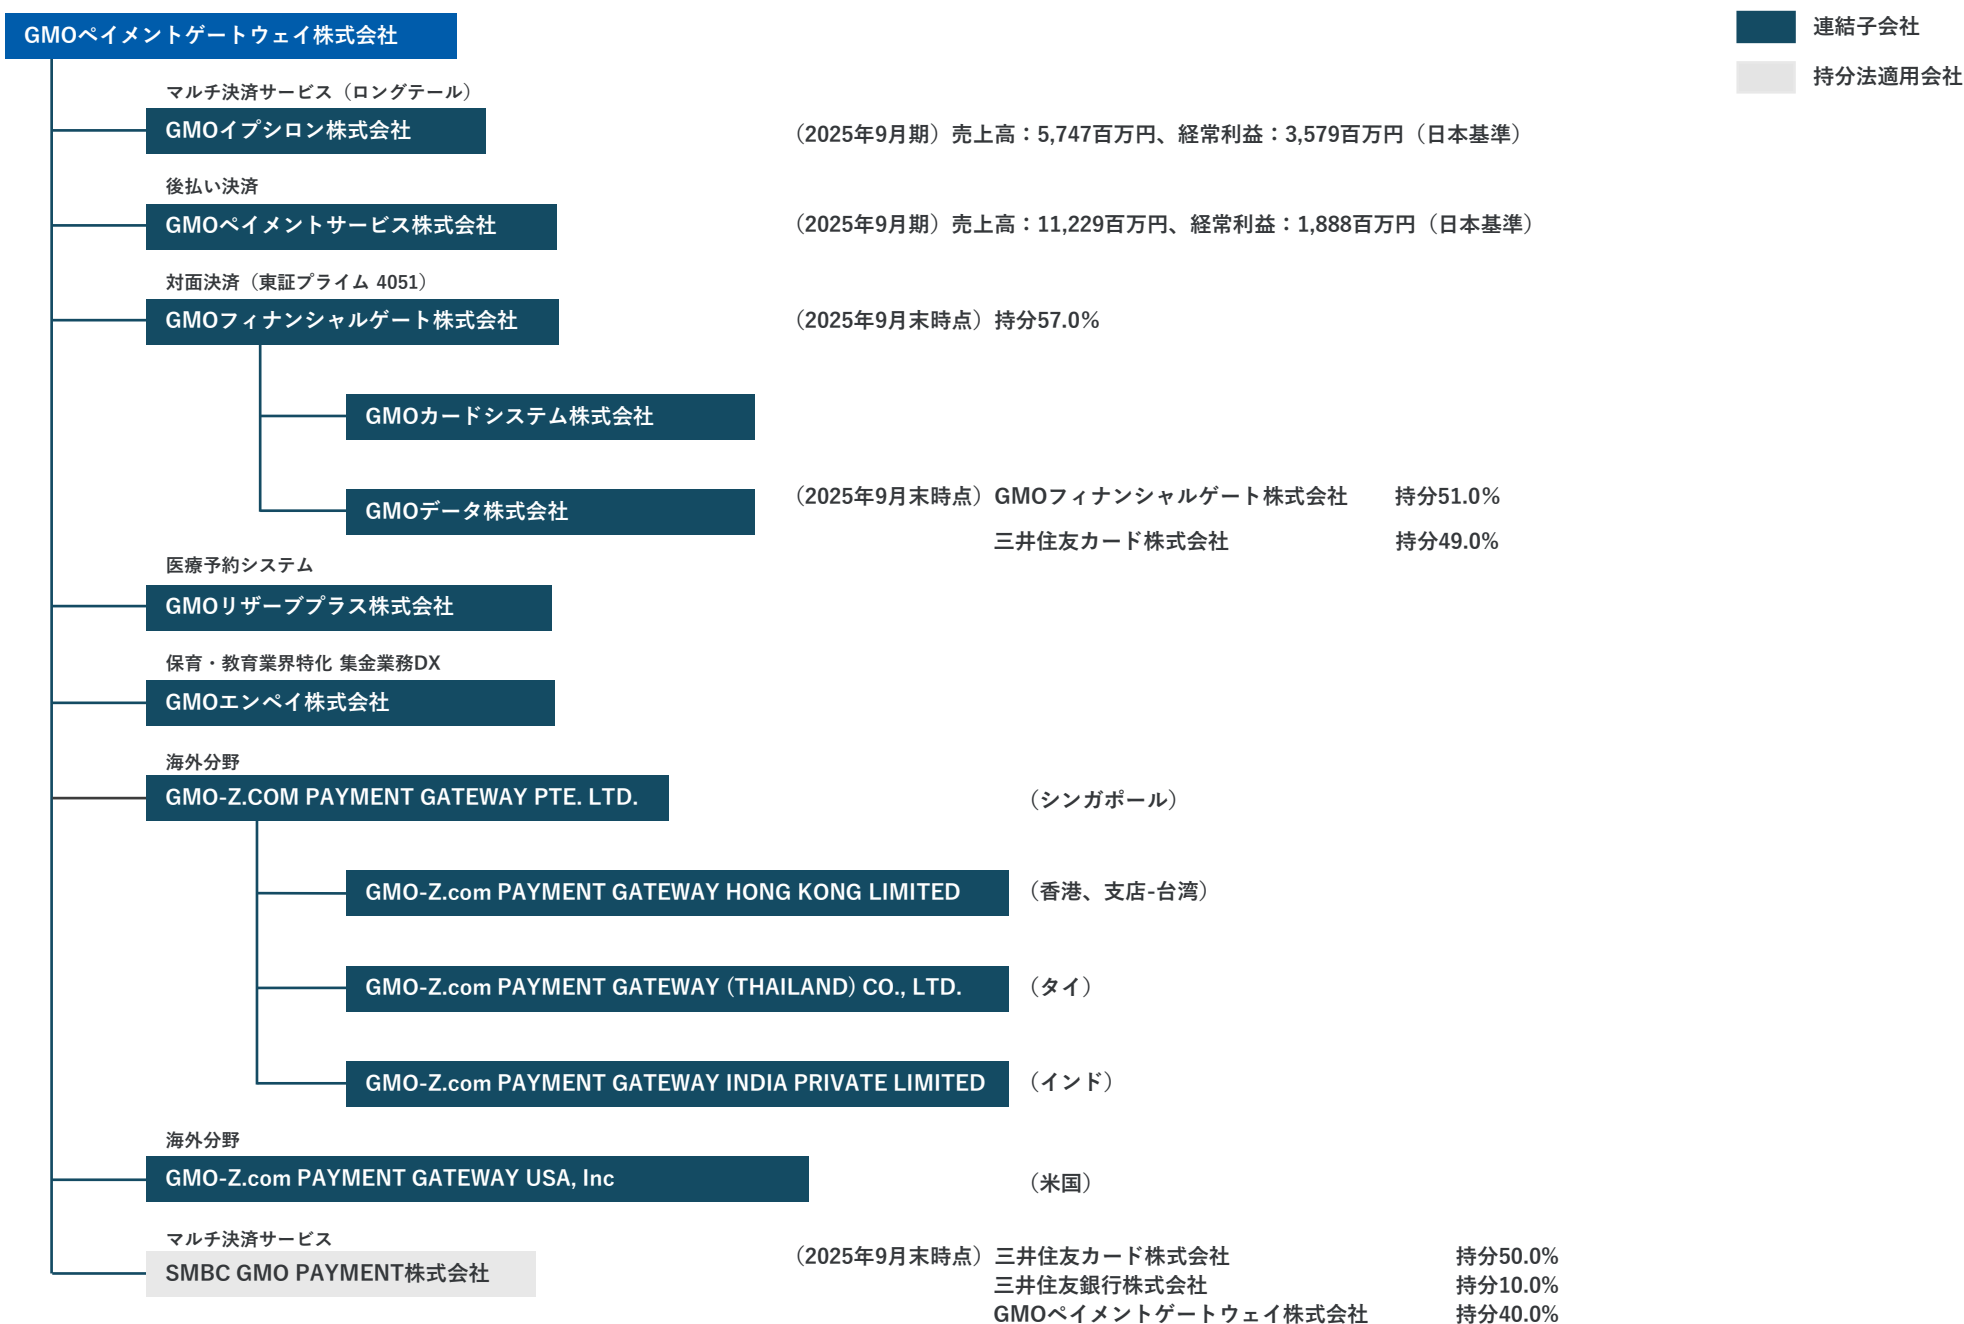 GMOペイメントゲートウェイ株式会社
連結子会社
持分法適用会社
マルチ決済サービス（ロングテール）
GMOイプシロン株式会社
（2025年9月期）売上高：5,747百万円、経常利益：3,579百万円（日本基準）
後払い決済
GMOペイメントサービス株式会社
（2025年9月期）売上高：11,229百万円、経常利益：1,888百万円（日本基準）
対面決済（東証プライム 4051）
GMOフィナンシャルゲート株式会社
（2025年9月末時点）持分57.0%
GMOカードシステム株式会社
GMOデータ株式会社
（2025年9月末時点）GMOフィナンシャルゲート株式会社 持分51.0%
三井住友カード株式会社 持分49.0%
医療予約システム
GMOリザーブプラス株式会社
保育・教育業界特化 集金業務DX
GMOエンペイ株式会社
海外分野
GMO-Z.COM PAYMENT GATEWAY PTE. LTD.
（シンガポール）
GMO-Z.com PAYMENT GATEWAY HONG KONG LIMITED
（香港、支店-台湾）
GMO-Z.com PAYMENT GATEWAY (THAILAND) CO., LTD.
（タイ）
GMO-Z.com PAYMENT GATEWAY INDIA PRIVATE LIMITED
（インド）
海外分野
GMO-Z.com PAYMENT GATEWAY USA, Inc
（米国）
マルチ決済サービス
SMBC GMO PAYMENT株式会社
（2025年9月末時点）三井住友カード株式会社 持分50.0%
三井住友銀行株式会社 持分10.0%
GMOペイメントゲートウェイ株式会社 持分40.0%